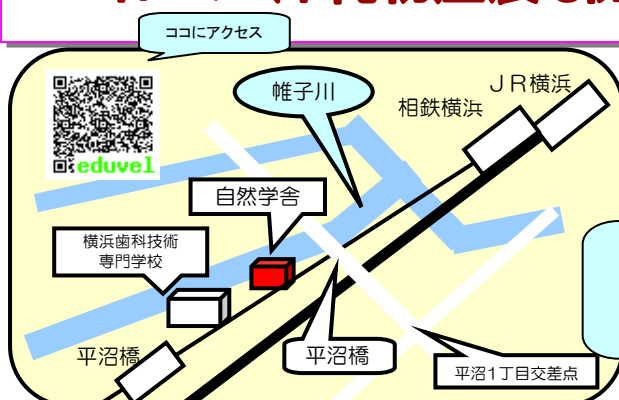 ココにアクセス
帷子川
JR横浜
相鉄横浜
eduvel
自然学舎
横浜歯科技術
専門学校
平沼橋
平沼橋
平沼1丁目交差点